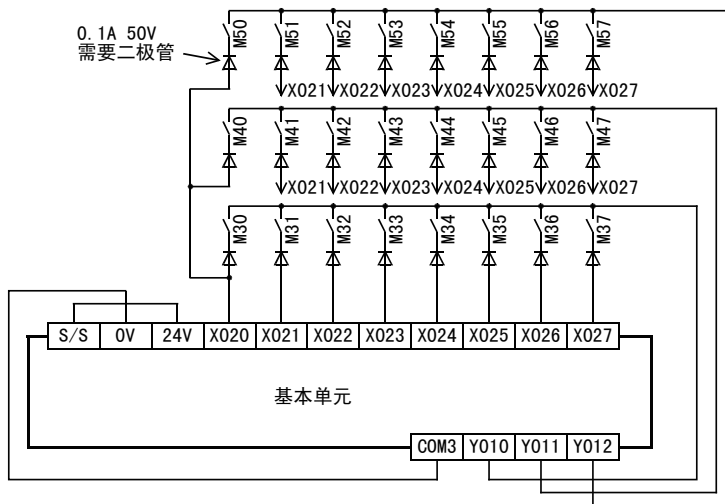 0.1A 50V
需要二极管
M50 M51 M52 M53 M54 M55 M56 M57
X021 X022 X023 X024 X025 X026 X027
M40 M41 M42 M43 M44 M45 M46 M47
X021 X022 X023 X024 X025 X026 X027
M30 M31 M32 M33 M34 M35 M36 M37
S/S 0V 24V X020 X021 X022 X023 X024 X025 X026 X027
基本单元
COM3 Y010 Y011 Y012